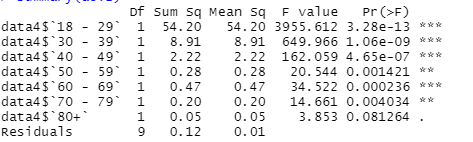 Df Sum Sq Mean Sq F value Pr(>F)
data4$`18 - 29` 1 54.20 54.20 3955.612 3.28e-13 ***
data4$`30 - 39` 1 8.91 8.91 649.966 1.06e-09 ***
data4$`40 - 49` 1 2.22 2.22 162.059 4.65e-07 ***
data4$`50 - 59` 1 0.28 0.28 20.544 0.001421 **
data4$`60 - 69` 1 0.47 0.47 34.522 0.000236 ***
data4$`70 - 79` 1 0.20 0.20 14.661 0.004034 **
data4$`80+` 1 0.05 0.05 3.853 0.081264 .
Residuals 9 0.12 0.01